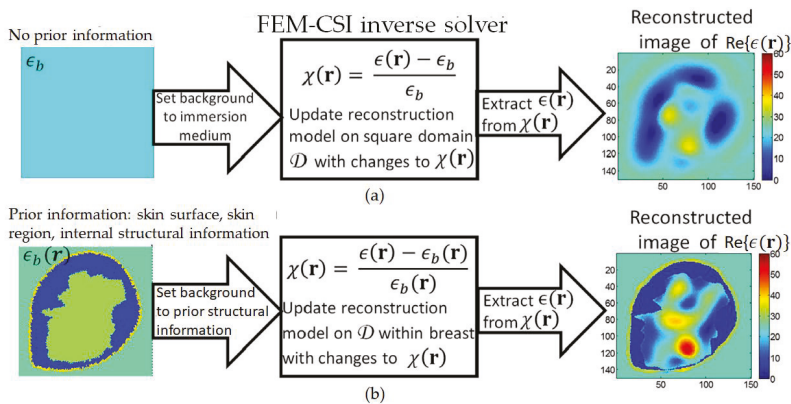 FEM-CSI inverse solver
No prior information
ϵ_b
Set background
to immersion
medium
χ(r) = (ϵ(r) − ϵ_b) / ϵ_b
Update reconstruction
model on square domain
𝒟 with changes to χ(r)
Extract ϵ(r)
from χ(r)
Reconstructed
image of Re{ϵ(r)}
20
40
60
80
100
120
140
50 100 150
60
50
40
30
20
10
0
(a)
Prior information: skin surface, skin
region, internal structural information
ϵ_b(r)
Set background
to prior structural
information
χ(r) = (ϵ(r) − ϵ_b(r)) / ϵ_b(r)
Update reconstruction
model on 𝒟 within breast
with changes to χ(r)
Extract ϵ(r)
from χ(r)
Reconstructed
image of Re{ϵ(r)}
20
40
60
80
100
120
140
50 100 150
60
50
40
30
20
10
0
(b)